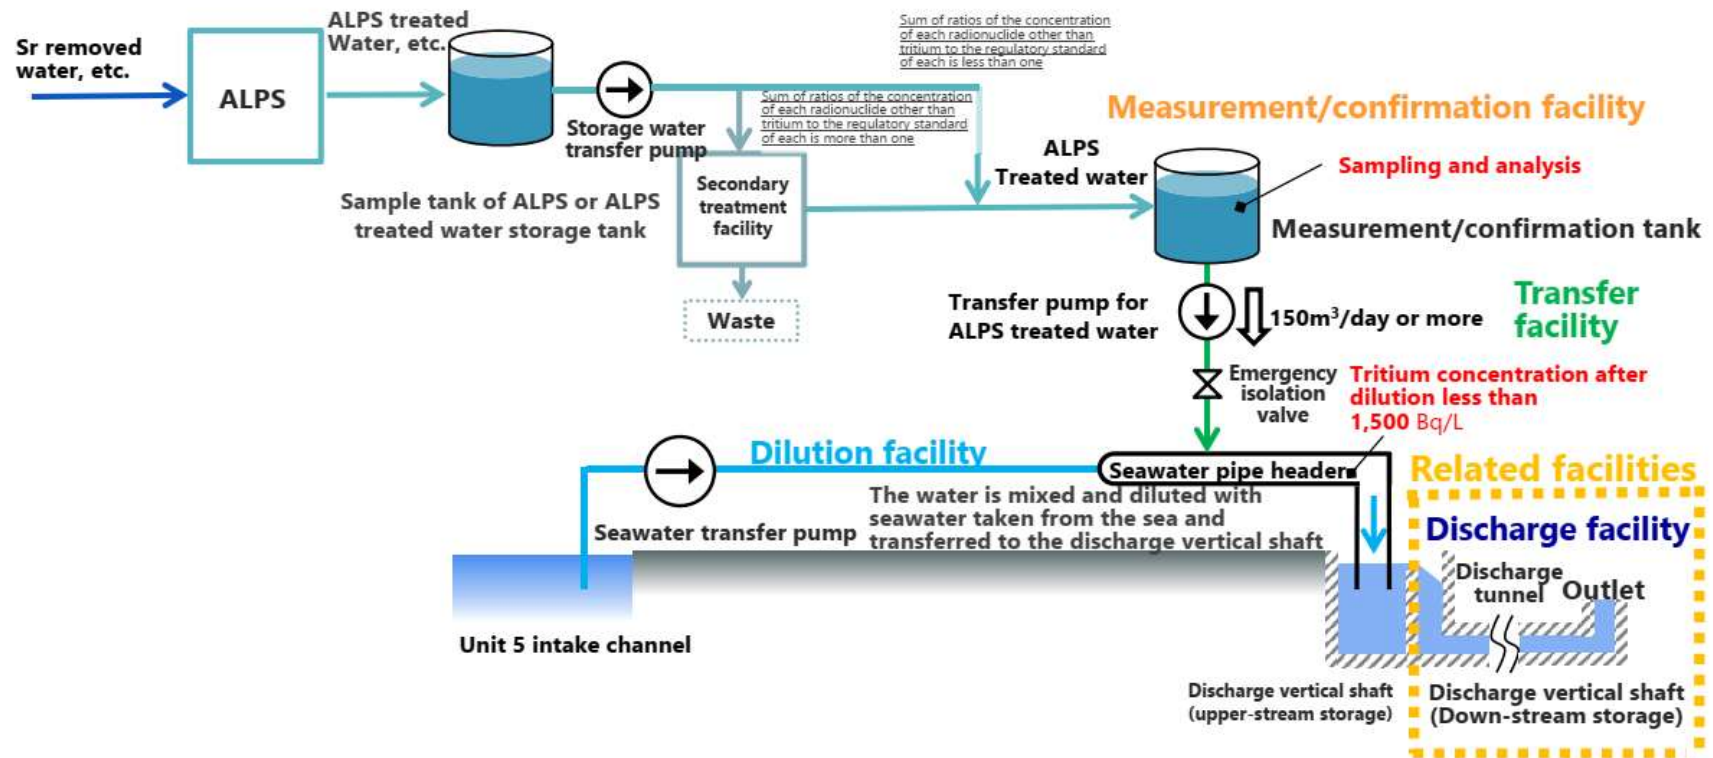 Sr removed
water, etc.
ALPS
ALPS treated
Water, etc.
Storage water
transfer pump
Sample tank of ALPS or ALPS
treated water storage tank
Sum of ratios of the concentration
of each radionuclide other than
tritium to the regulatory standard
of each is less than one
Sum of ratios of the concentration
of each radionuclide other than
tritium to the regulatory standard
of each is more than one
Secondary
treatment
facility
Waste
ALPS
Treated water
Measurement/confirmation facility
Sampling and analysis
Measurement/confirmation tank
Transfer pump for
ALPS treated water
150m³/day or more
Transfer
facility
Emergency
isolation
valve
Tritium concentration after
dilution less than
1,500 Bq/L
Dilution facility
Seawater pipe header
Seawater transfer pump
The water is mixed and diluted with
seawater taken from the sea and
transferred to the discharge vertical shaft
Unit 5 intake channel
Related facilities
Discharge facility
Discharge
tunnel
Outlet
Discharge vertical shaft
(upper-stream storage)
Discharge vertical shaft
(Down-stream storage)